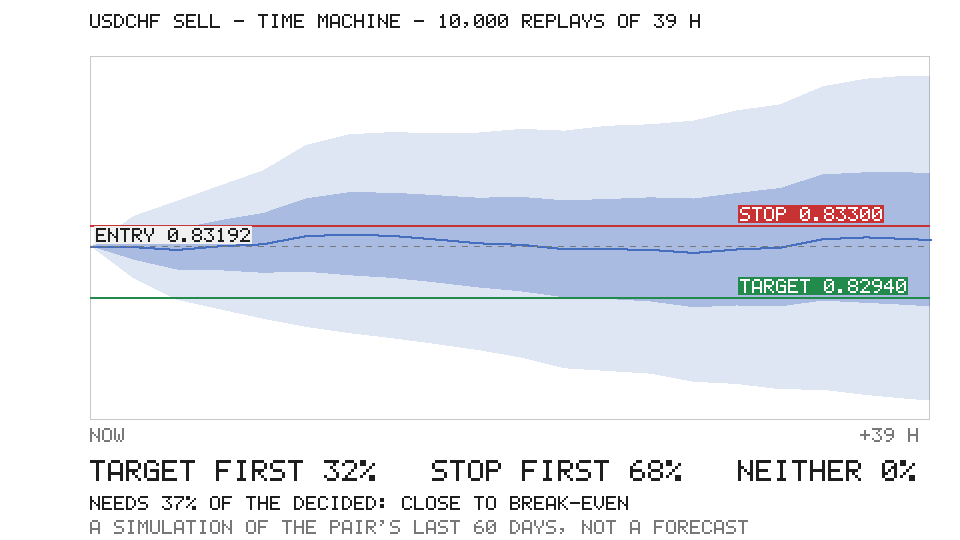 USDCHF SELL - TIME MACHINE - 10,000 REPLAYS OF 39 H
STOP 0.83300
ENTRY 0.83192
TARGET 0.82940
NOW +39 H
TARGET FIRST 32% STOP FIRST 68% NEITHER 0%
NEEDS 37% OF THE DECIDED: CLOSE TO BREAK-EVEN
A SIMULATION OF THE PAIR'S LAST 60 DAYS, NOT A FORECAST